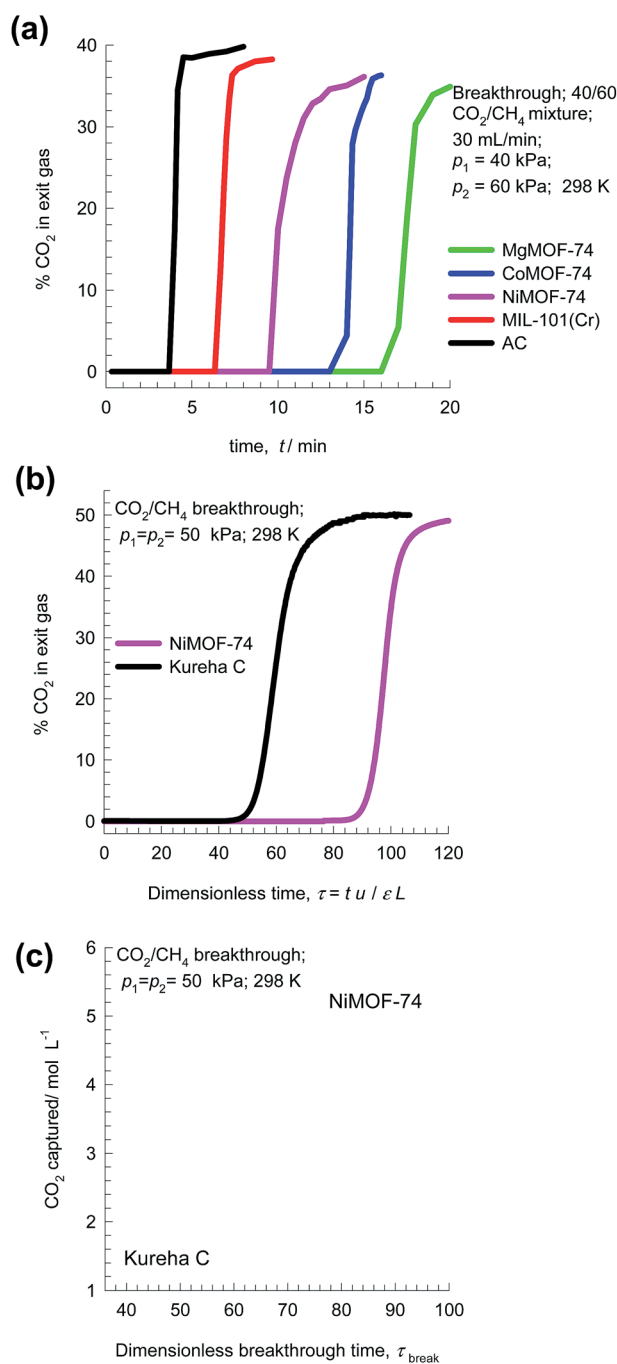 (a)
40
30
20
10
0
% CO2 in exit gas
Breakthrough; 40/60
CO2/CH4 mixture;
30 mL/min;
p1 = 40 kPa;
p2 = 60 kPa; 298 K
MgMOF-74
CoMOF-74
NiMOF-74
MIL-101(Cr)
AC
0 5 10 15 20
time, t / min
(b)
50
40
30
20
10
0
% CO2 in exit gas
CO2/CH4 breakthrough;
p1=p2= 50 kPa; 298 K
NiMOF-74
Kureha C
0 20 40 60 80 100 120
Dimensionless time, τ = t u / ε L
(c)
6
5
4
3
2
1
CO2 captured/ mol L-1
CO2/CH4 breakthrough;
p1=p2= 50 kPa; 298 K
NiMOF-74
Kureha C
40 50 60 70 80 90 100
Dimensionless breakthrough time, τbreak